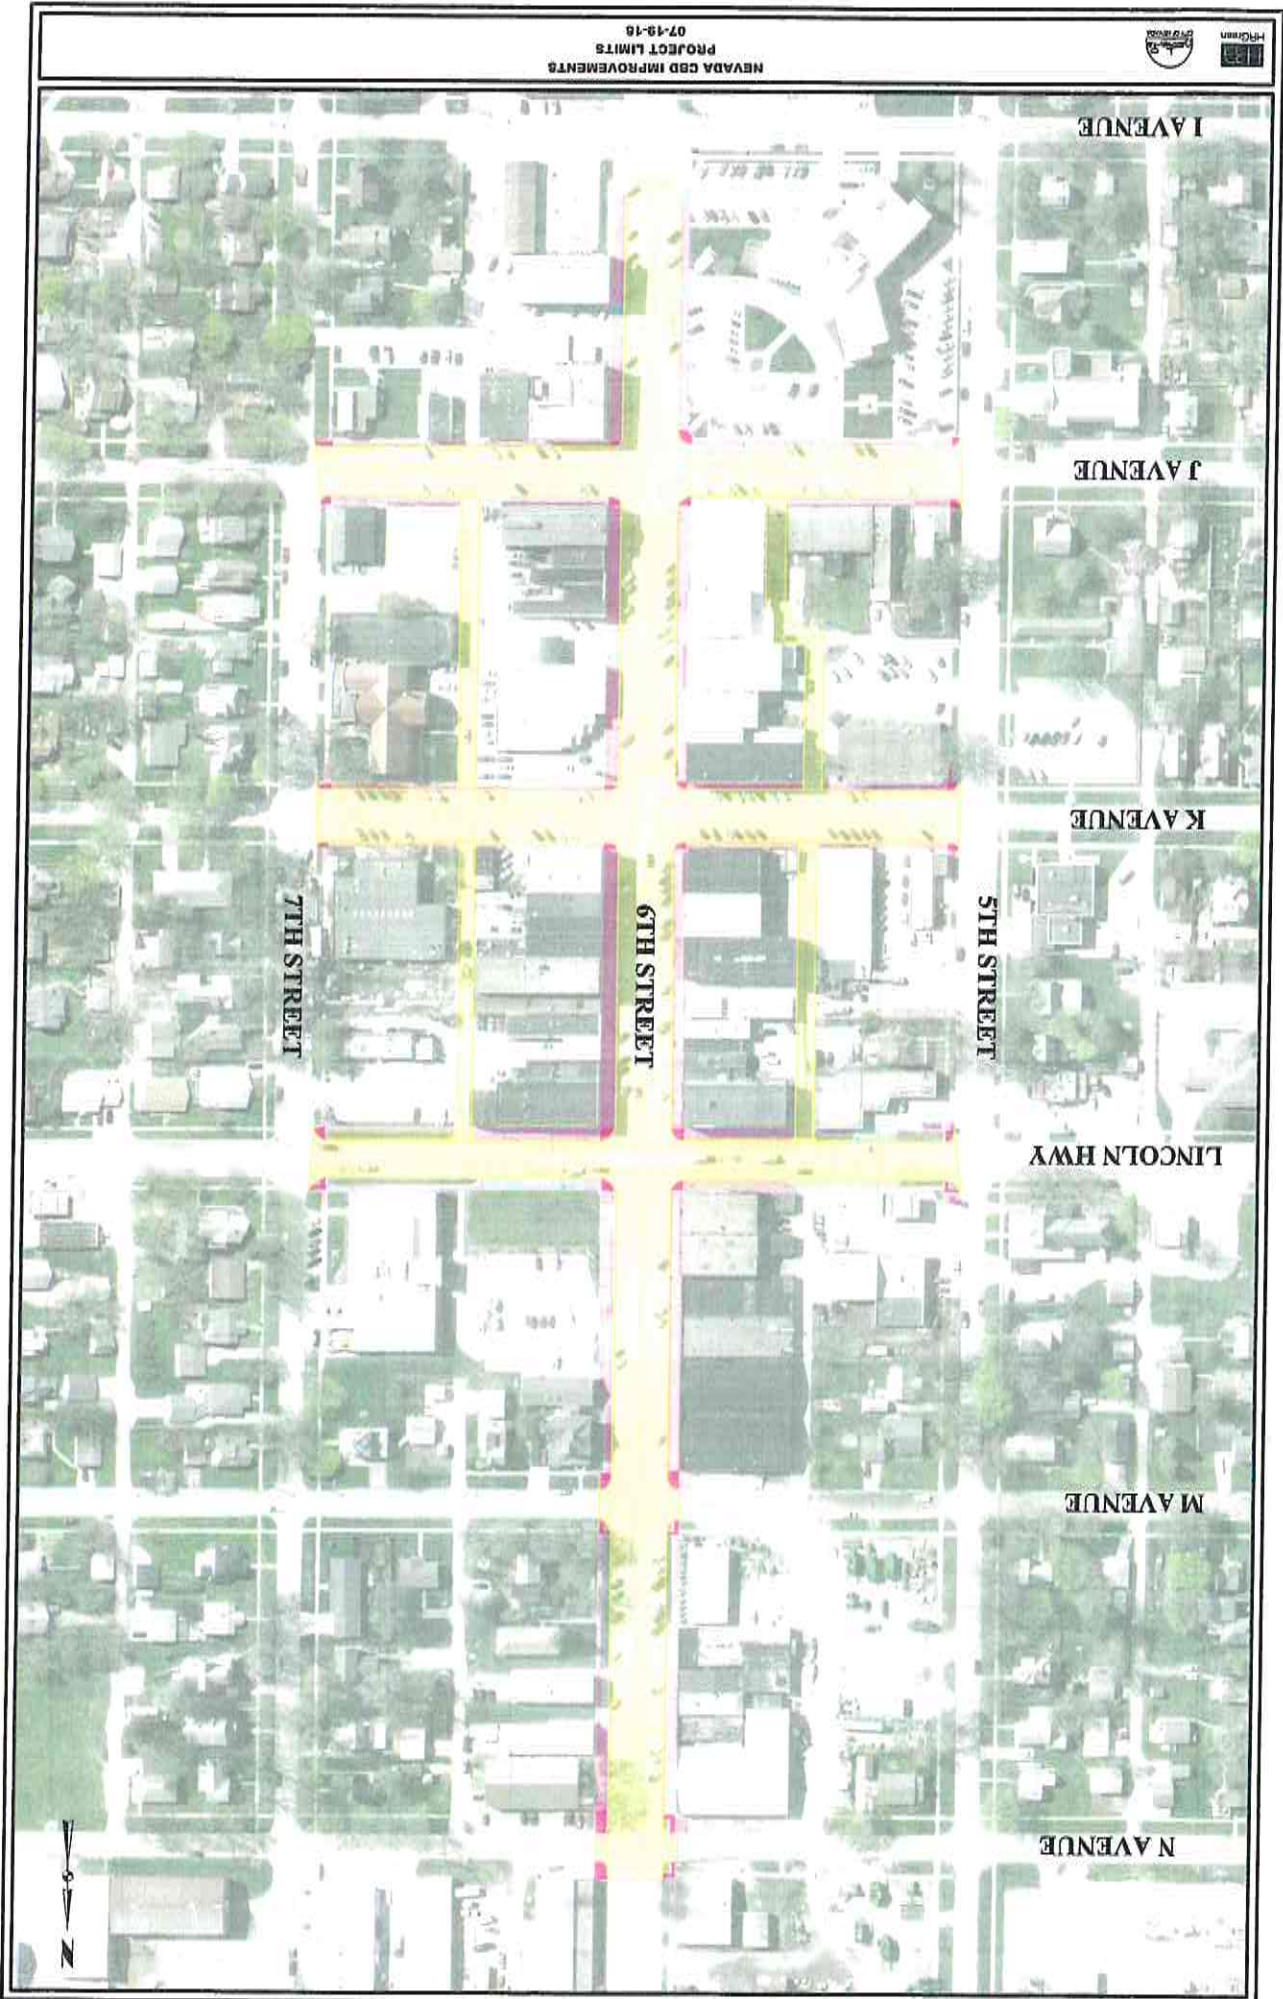 N
N AVENUE
M AVENUE
LINCOLN HWY
5TH STREET
6TH STREET
7TH STREET
K AVENUE
J AVENUE
I AVENUE
NEVADA CBD IMPROVEMENTS
PROJECT LIMITS
07-19-16
HRGreen